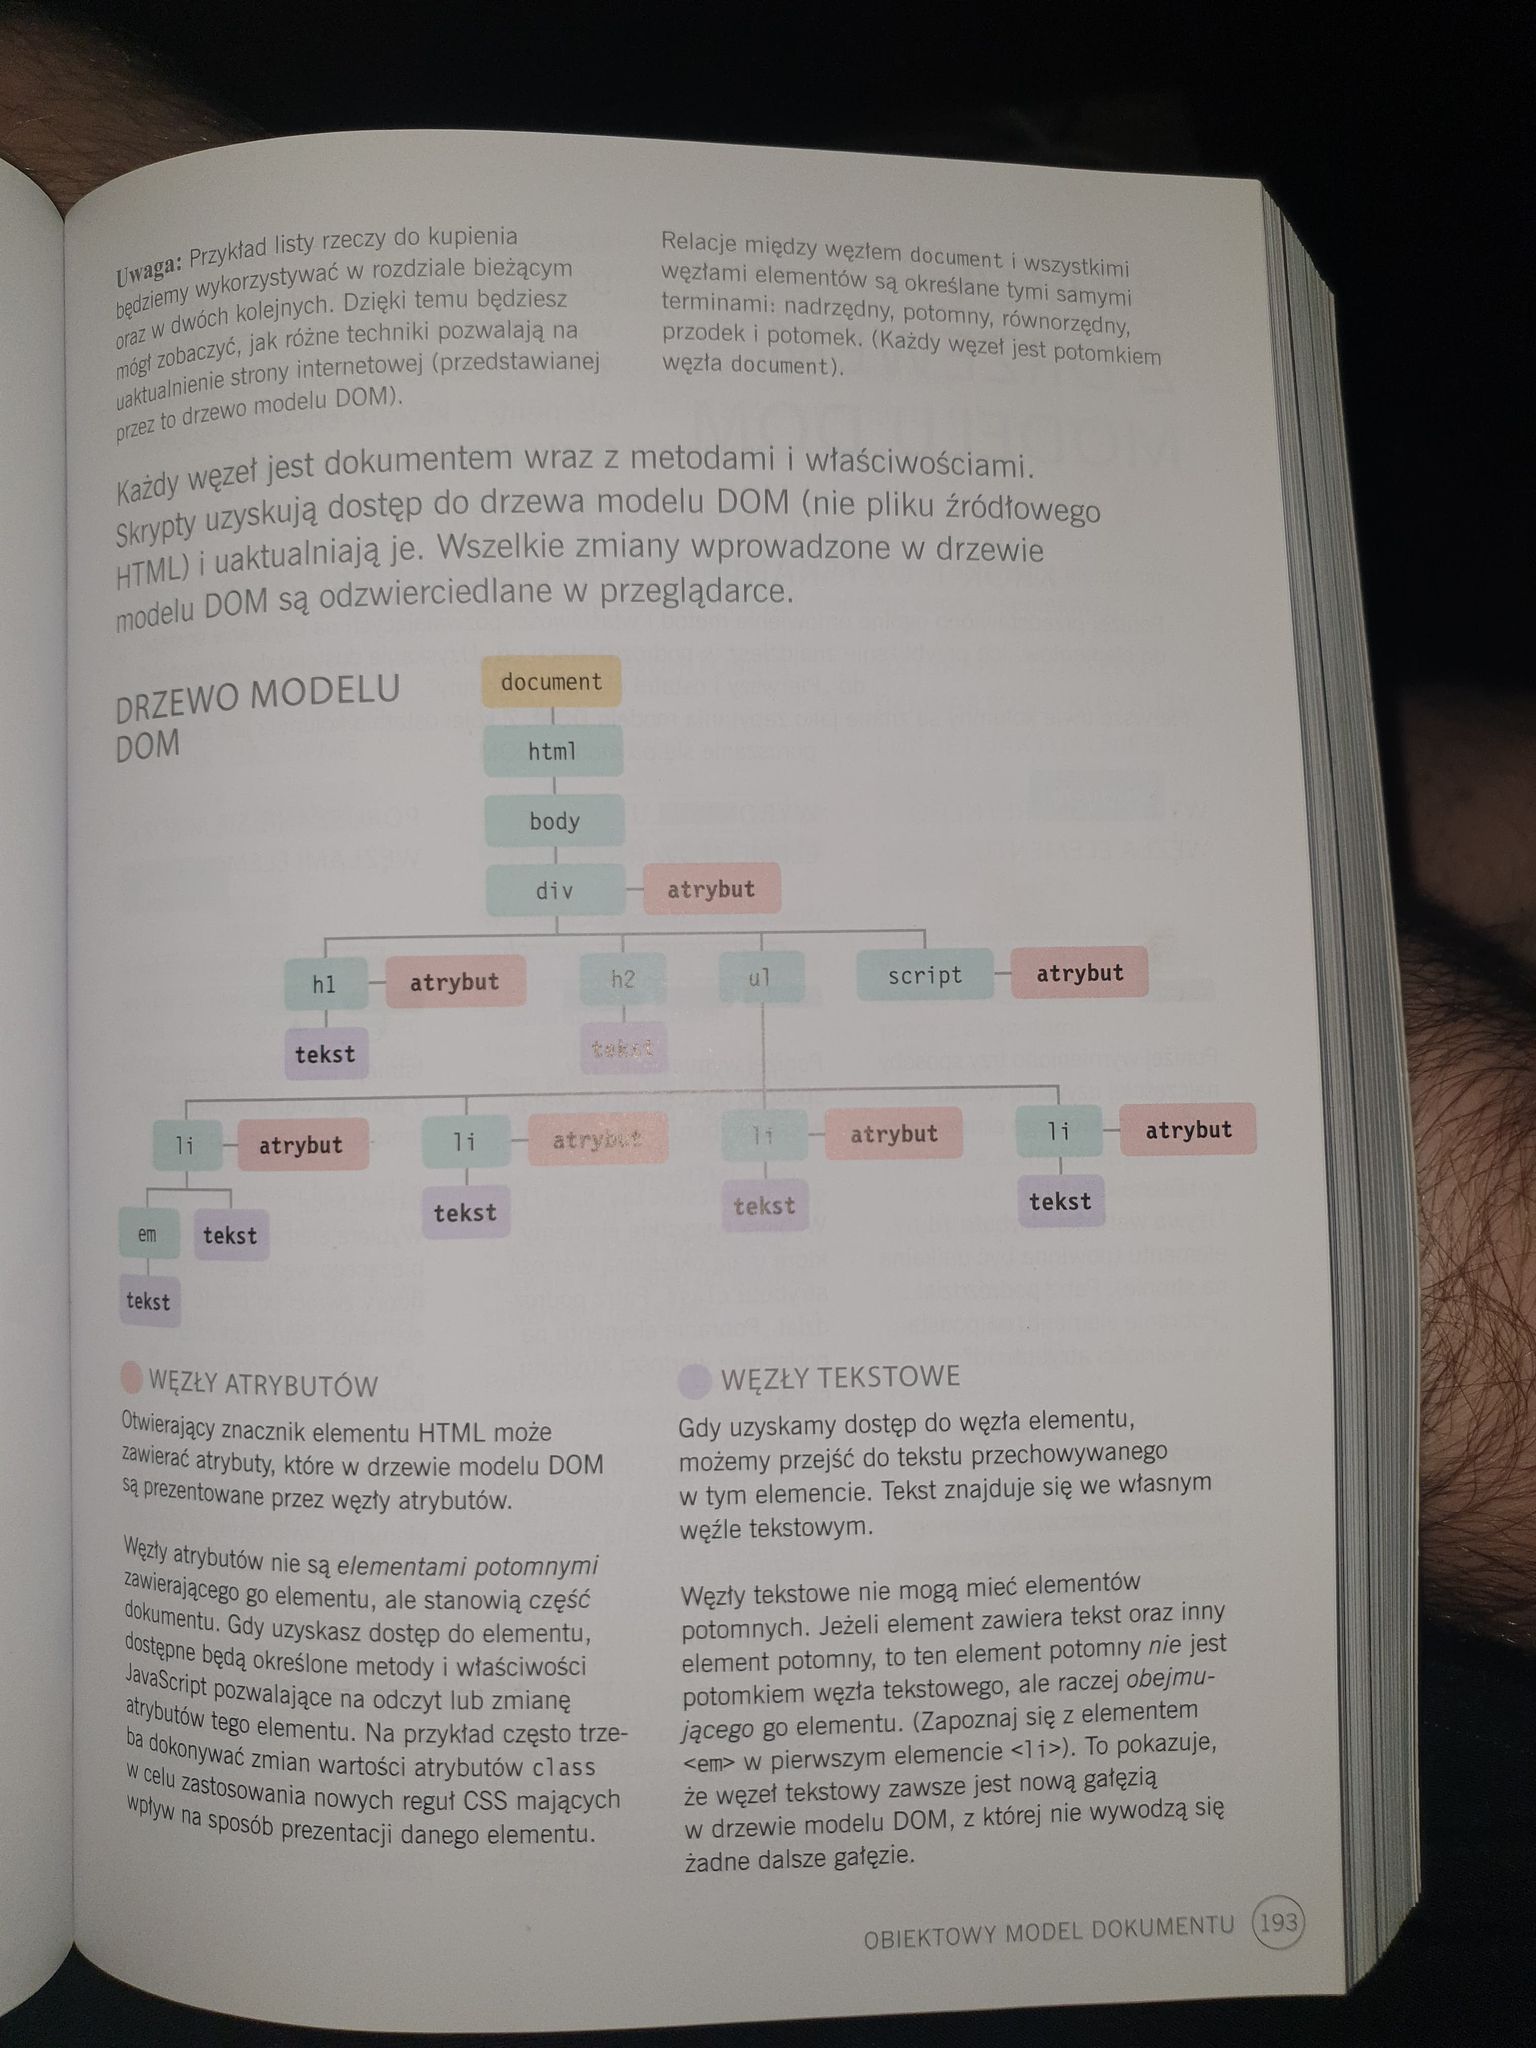 Uwaga: Przykład listy rzeczy do kupienia
będziemy wykorzystywać w rozdziale bieżącym
oraz w dwóch kolejnych. Dzięki temu będziesz
mógł zobaczyć, jak różne techniki pozwalają na
uaktualnienie strony internetowej (przedstawianej
przez to drzewo modelu DOM).
Relacje między węzłem document i wszystkimi
węzłami elementów są określane tymi samymi
terminami: nadrzędny, potomny, równorzędny,
przodek i potomek. (Każdy węzeł jest potomkiem
węzła document).
Każdy węzeł jest dokumentem wraz z metodami i właściwościami.
Skrypty uzyskują dostęp do drzewa modelu DOM (nie pliku źródłowego
HTML) i uaktualniają je. Wszelkie zmiany wprowadzone w drzewie
modelu DOM są odzwierciedlane w przeglądarce.
DRZEWO MODELU
DOM
document
html
body
div atrybut
h1 atrybut h2 ul script atrybut
tekst tekst
li atrybut li atrybut li atrybut li atrybut
em tekst tekst tekst tekst
tekst
WĘZŁY ATRYBUTÓW
Otwierający znacznik elementu HTML może
zawierać atrybuty, które w drzewie modelu DOM
są prezentowane przez węzły atrybutów.
Węzły atrybutów nie są elementami potomnymi
zawierającego go elementu, ale stanowią część
dokumentu. Gdy uzyskasz dostęp do elementu,
dostępne będą określone metody i właściwości
JavaScript pozwalające na odczyt lub zmianę
atrybutów tego elementu. Na przykład często trze-
ba dokonywać zmian wartości atrybutów class
w celu zastosowania nowych reguł CSS mających
wpływ na sposób prezentacji danego elementu.
WĘZŁY TEKSTOWE
Gdy uzyskamy dostęp do węzła elementu,
możemy przejść do tekstu przechowywanego
w tym elemencie. Tekst znajduje się we własnym
węźle tekstowym.
Węzły tekstowe nie mogą mieć elementów
potomnych. Jeżeli element zawiera tekst oraz inny
element potomny, to ten element potomny nie jest
potomkiem węzła tekstowego, ale raczej obejmu-
jącego go elementu. (Zapoznaj się z elementem
<em> w pierwszym elemencie <li>). To pokazuje,
że węzeł tekstowy zawsze jest nową gałęzią
w drzewie modelu DOM, z której nie wywodzą się
żadne dalsze gałęzie.
OBIEKTOWY MODEL DOKUMENTU 193